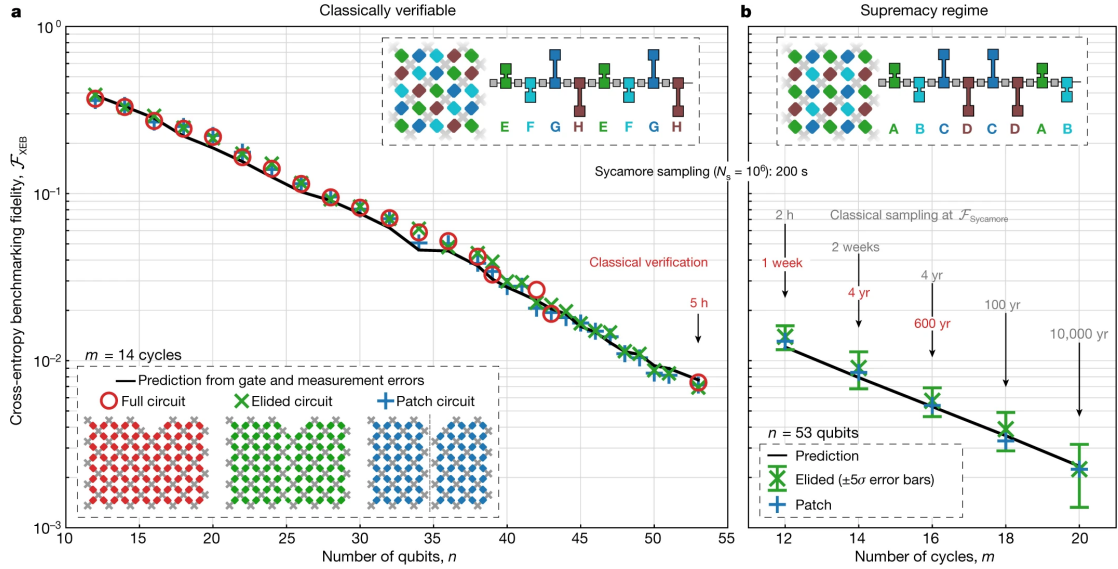 a
Classically verifiable
b
Supremacy regime
10⁰
10⁻¹
10⁻²
10⁻³
Cross-entropy benchmarking fidelity, ℱ_XEB
E F G H E F G H
A B C D C D A B
Sycamore sampling (N_s = 10⁶): 200 s
Classical sampling at ℱ_Sycamore
2 h
1 week
2 weeks
4 yr
4 yr
600 yr
100 yr
10,000 yr
Classical verification
5 h
m = 14 cycles
Prediction from gate and measurement errors
Full circuit
Elided circuit
Patch circuit
n = 53 qubits
Prediction
Elided (±5σ error bars)
Patch
10 15 20 25 30 35 40 45 50 55
Number of qubits, n
12 14 16 18 20
Number of cycles, m